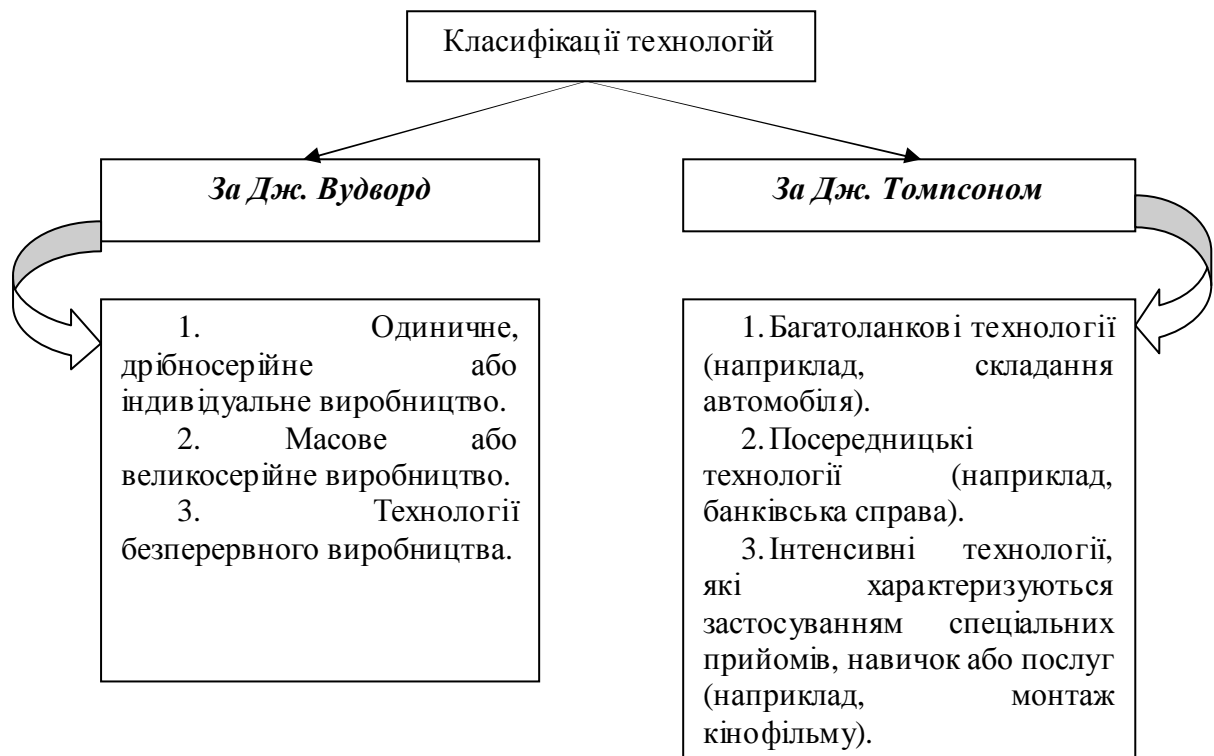 Класифікації технологій
За Дж. Вудворд
За Дж. Томпсоном
1. Одиничне,
дрібносерійне або
індивідуальне виробництво.
2. Масове або
великосерійне виробництво.
3. Технології
безперервного виробництва.
1. Багатоланкові технології
(наприклад, складання
автомобіля).
2. Посередницькі
технології (наприклад,
банківська справа).
3. Інтенсивні технології,
які характеризуються
застосуванням спеціальних
прийомів, навичок або послуг
(наприклад, монтаж
кінофільму).